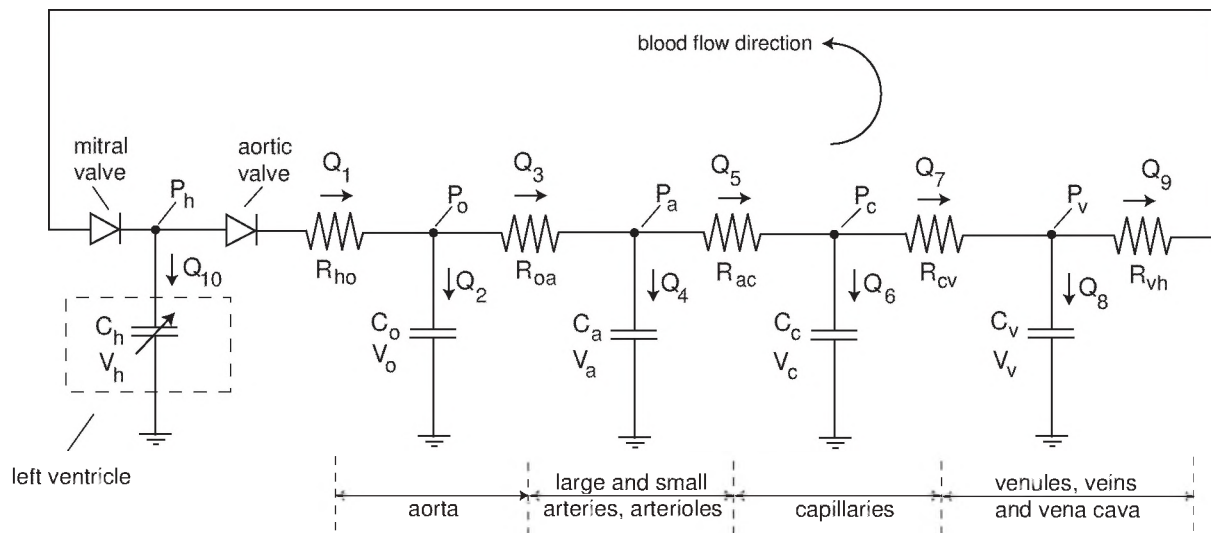 blood flow direction
mitral
valve
aortic
valve
P_h
Q_1
P_o
Q_3
P_a
Q_5
P_c
Q_7
P_v
Q_9
R_ho
R_oa
R_ac
R_cv
R_vh
Q_10
Q_2
Q_4
Q_6
Q_8
C_h
V_h
C_o
V_o
C_a
V_a
C_c
V_c
C_v
V_v
left ventricle
aorta
large and small
arteries, arterioles
capillaries
venules, veins
and vena cava